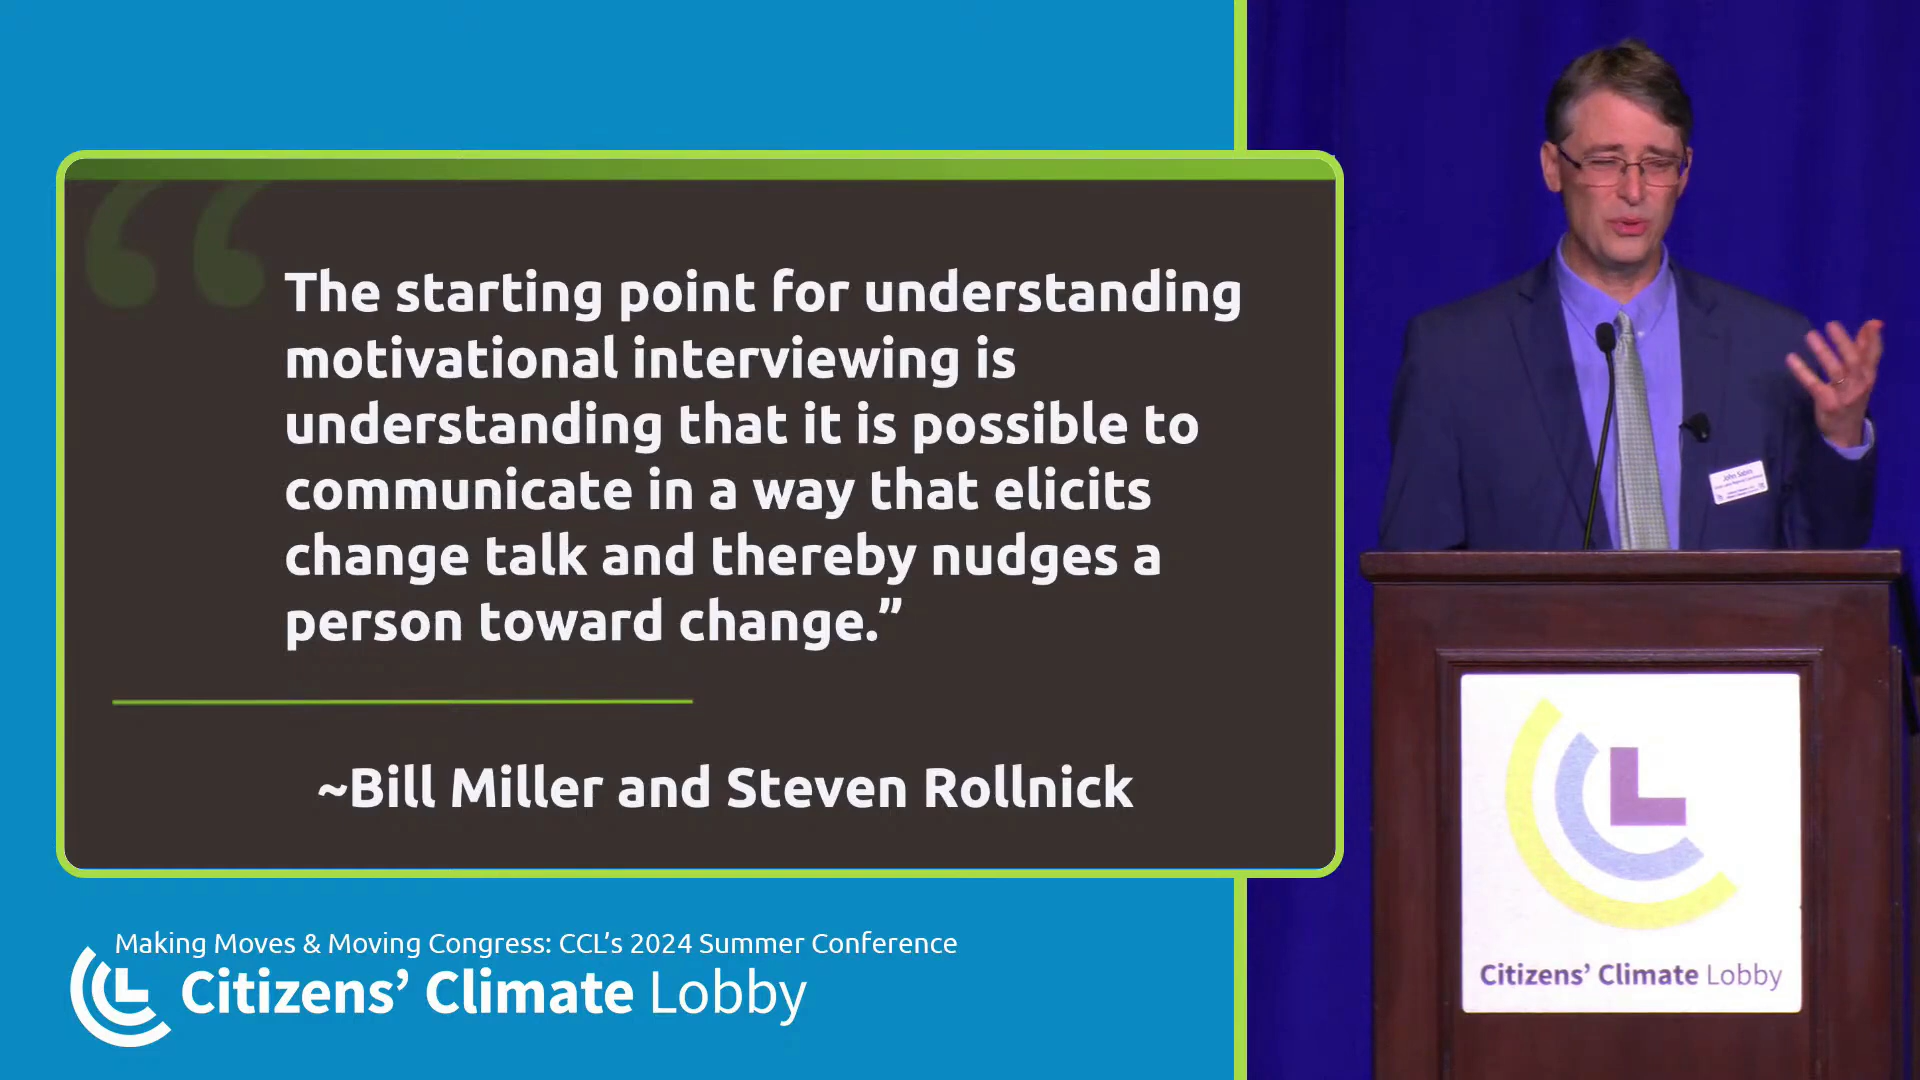 The starting point for understanding
motivational interviewing is
understanding that it is possible to
communicate in a way that elicits
change talk and thereby nudges a
person toward change.”
~Bill Miller and Steven Rollnick
Making Moves & Moving Congress: CCL’s 2024 Summer Conference
Citizens’ Climate Lobby
John Sabin
Citizens’ Climate Lobby